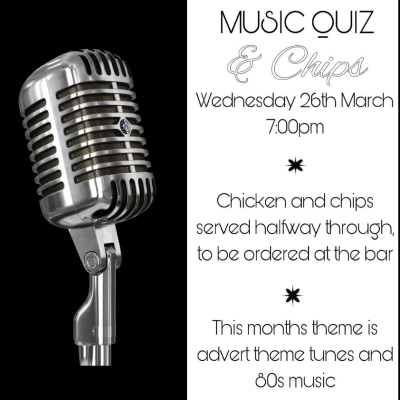 MUSIC QUIZ
& Chips
Wednesday 26th March
7:00pm
Chicken and chips
served halfway through,
to be ordered at the bar
This months theme is
advert theme tunes and
80s music